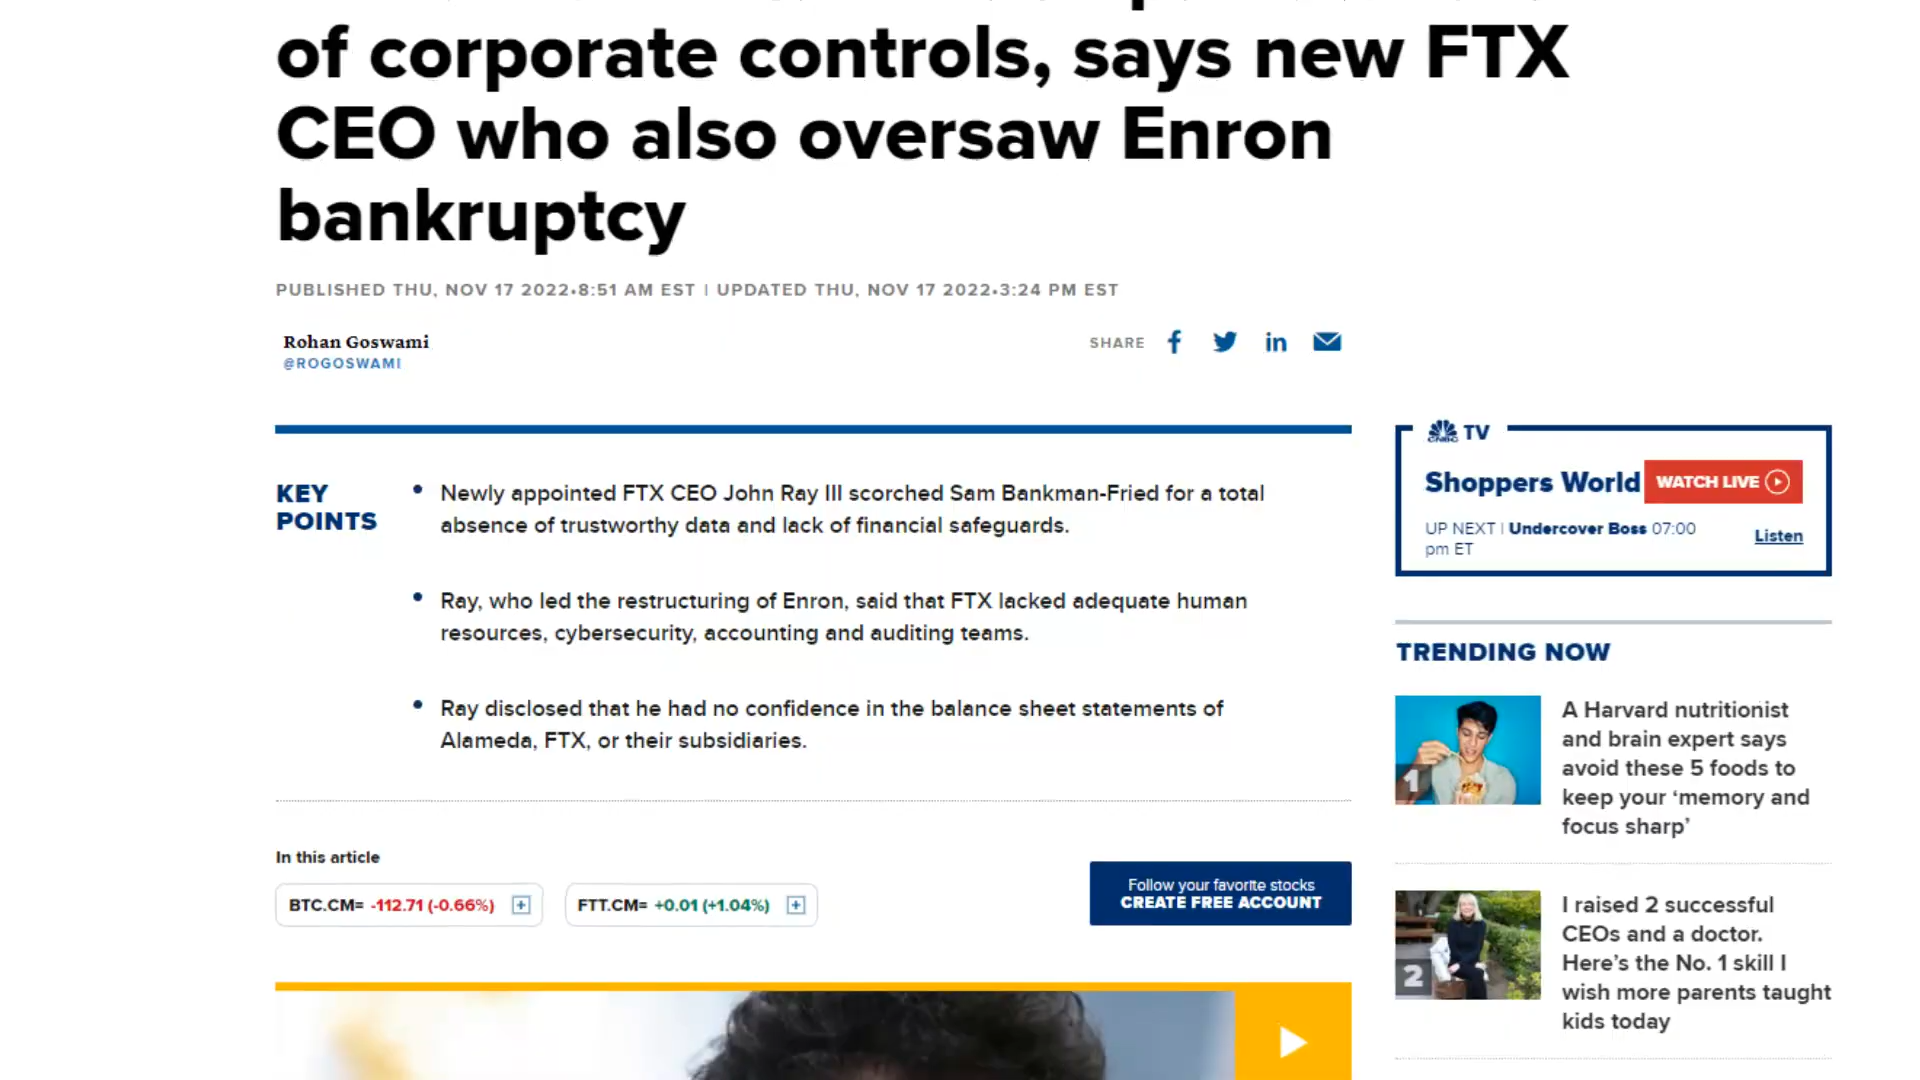 of corporate controls, says new FTX
CEO who also oversaw Enron
bankruptcy
PUBLISHED THU, NOV 17 2022•8:51 AM EST | UPDATED THU, NOV 17 2022•3:24 PM EST
Rohan Goswami
@ROGOSWAMI
SHARE
KEY
POINTS
• Newly appointed FTX CEO John Ray III scorched Sam Bankman-Fried for a total
absence of trustworthy data and lack of financial safeguards.
• Ray, who led the restructuring of Enron, said that FTX lacked adequate human
resources, cybersecurity, accounting and auditing teams.
• Ray disclosed that he had no confidence in the balance sheet statements of
Alameda, FTX, or their subsidiaries.
In this article
BTC.CM= -112.71 (-0.66%)
FTT.CM= +0.01 (+1.04%)
Follow your favorite stocks
CREATE FREE ACCOUNT
CNBC TV
Shoppers World
WATCH LIVE
UP NEXT | Undercover Boss 07:00
pm ET
Listen
TRENDING NOW
1
A Harvard nutritionist
and brain expert says
avoid these 5 foods to
keep your ‘memory and
focus sharp’
2
I raised 2 successful
CEOs and a doctor.
Here’s the No. 1 skill I
wish more parents taught
kids today